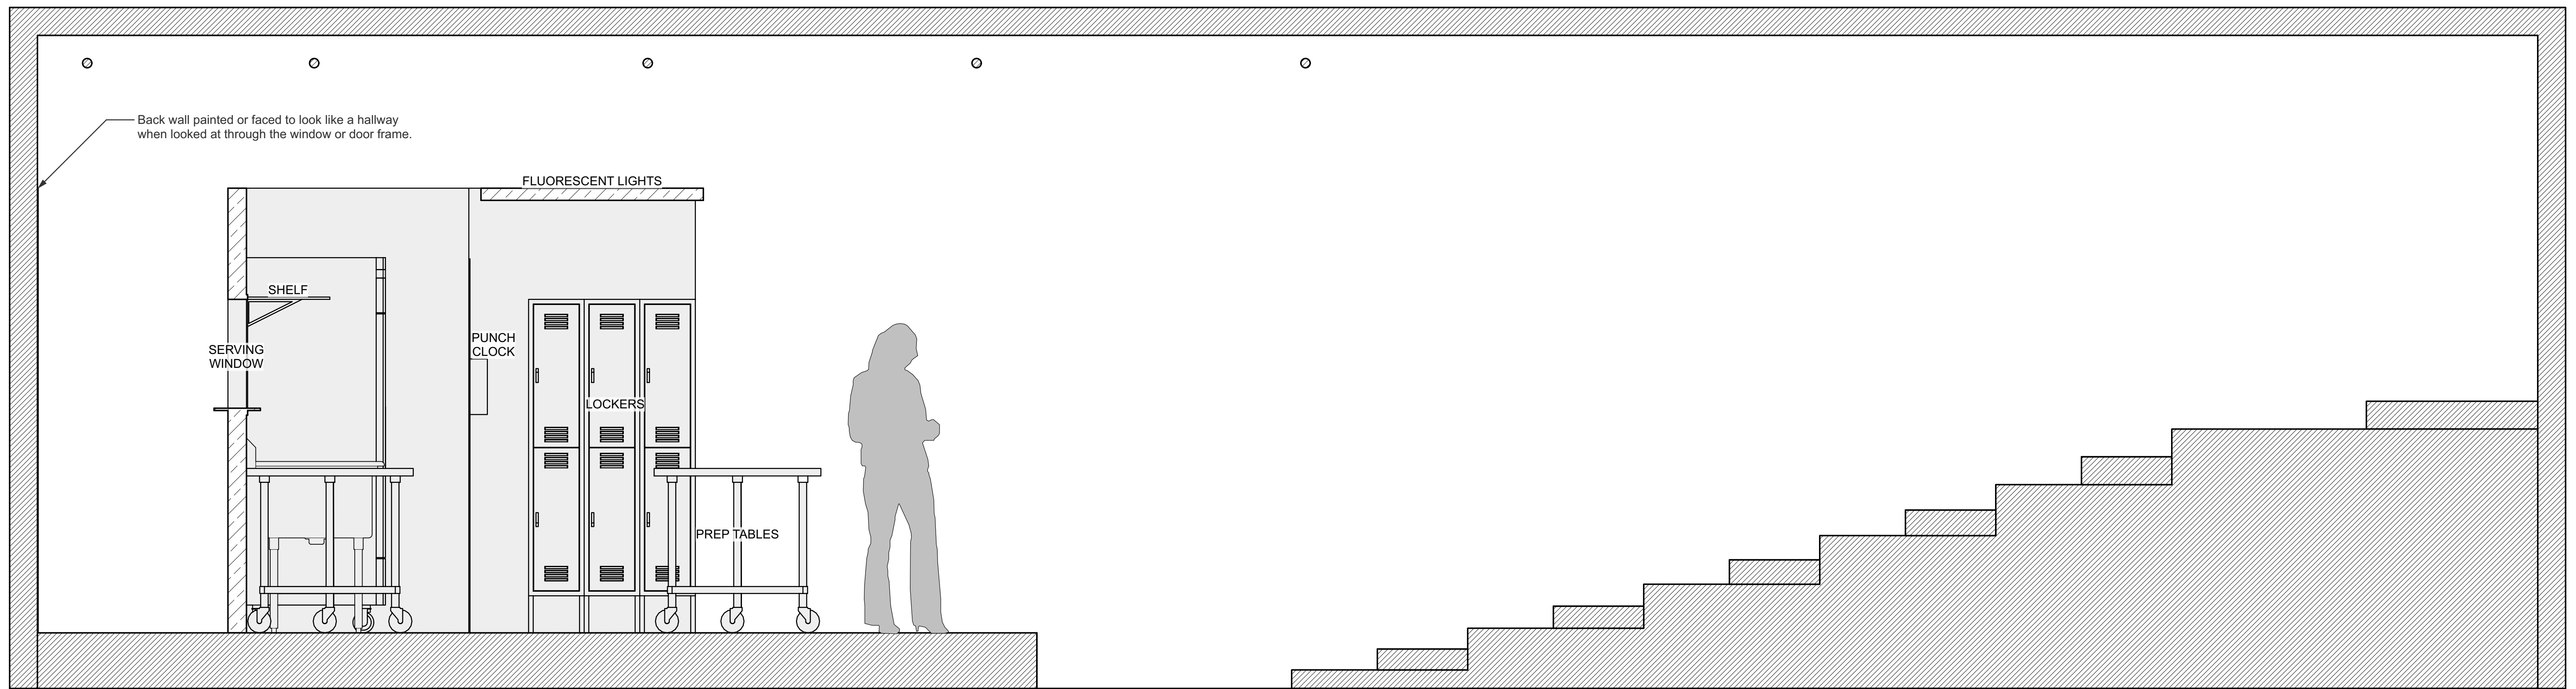 Back wall painted or faced to look like a hallway
when looked at through the window or door frame.
FLUORESCENT LIGHTS
SHELF
PUNCH
CLOCK
SERVING
WINDOW
LOCKERS
PREP TABLES